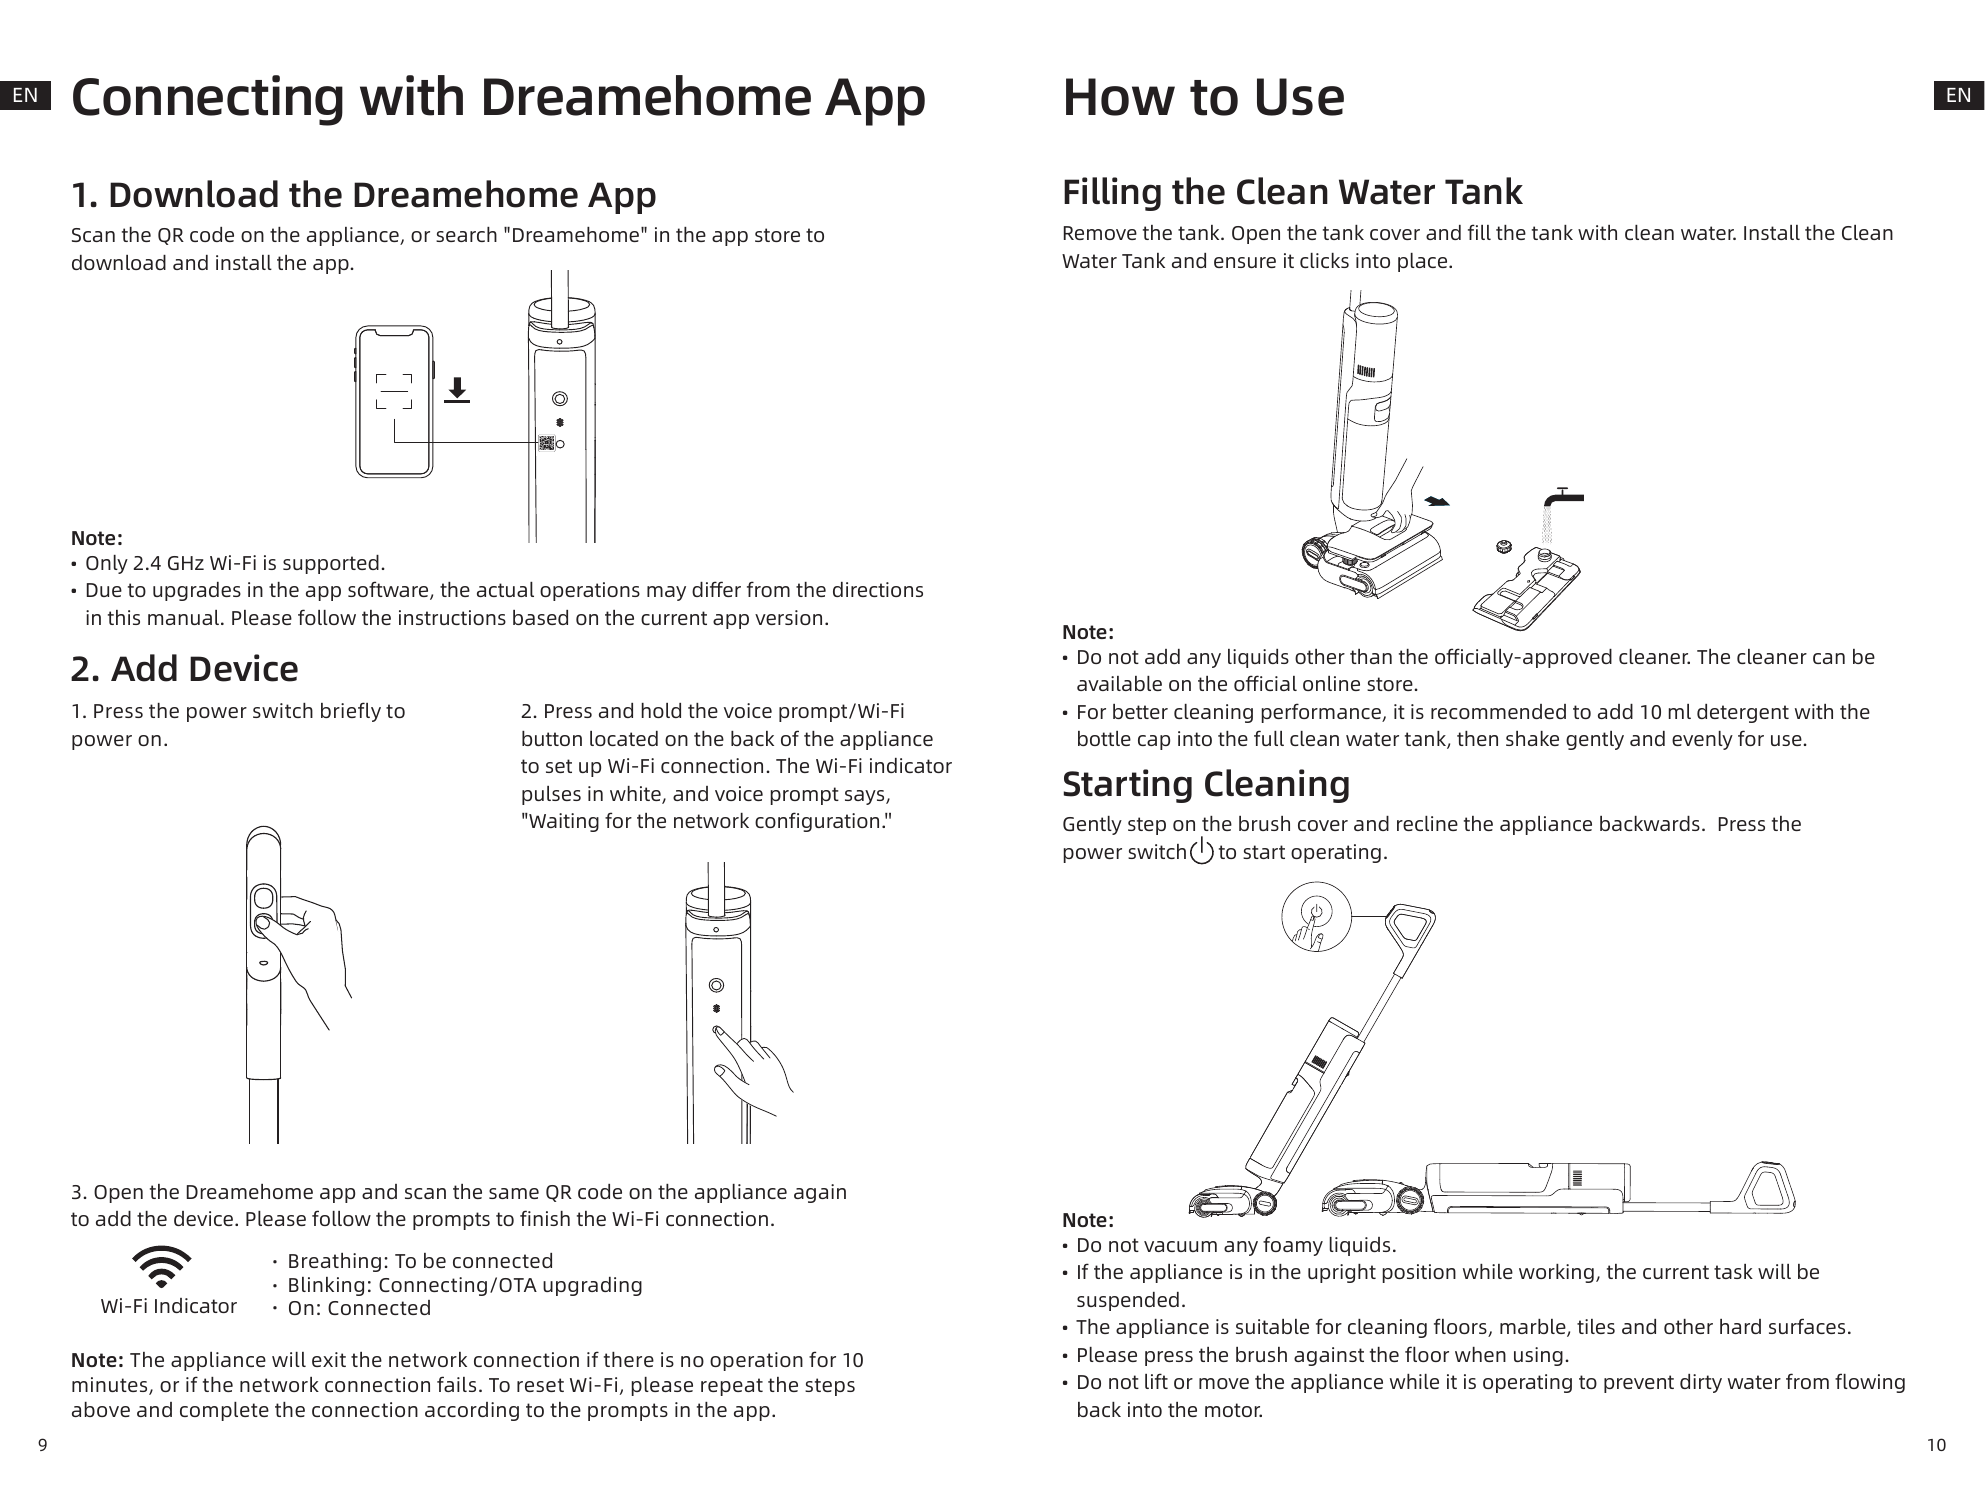 EN
Connecting with Dreamehome App
1. Download the Dreamehome App
Scan the QR code on the appliance, or search "Dreamehome" in the app store to
download and install the app.
Note:
• Only 2.4 GHz Wi-Fi is supported.
• Due to upgrades in the app software, the actual operations may differ from the directions
in this manual. Please follow the instructions based on the current app version.
2. Add Device
1. Press the power switch briefly to
power on.
2. Press and hold the voice prompt/Wi-Fi
button located on the back of the appliance
to set up Wi-Fi connection. The Wi-Fi indicator
pulses in white, and voice prompt says,
"Waiting for the network configuration."
3. Open the Dreamehome app and scan the same QR code on the appliance again
to add the device. Please follow the prompts to finish the Wi-Fi connection.
Wi-Fi Indicator
· Breathing: To be connected
· Blinking: Connecting/OTA upgrading
· On: Connected
Note: The appliance will exit the network connection if there is no operation for 10
minutes, or if the network connection fails. To reset Wi-Fi, please repeat the steps
above and complete the connection according to the prompts in the app.
9
How to Use
EN
Filling the Clean Water Tank
Remove the tank. Open the tank cover and fill the tank with clean water. Install the Clean
Water Tank and ensure it clicks into place.
Note:
• Do not add any liquids other than the officially-approved cleaner. The cleaner can be
available on the official online store.
• For better cleaning performance, it is recommended to add 10 ml detergent with the
bottle cap into the full clean water tank, then shake gently and evenly for use.
Starting Cleaning
Gently step on the brush cover and recline the appliance backwards. Press the
power switch to start operating.
Note:
• Do not vacuum any foamy liquids.
• If the appliance is in the upright position while working, the current task will be
suspended.
• The appliance is suitable for cleaning floors, marble, tiles and other hard surfaces.
• Please press the brush against the floor when using.
• Do not lift or move the appliance while it is operating to prevent dirty water from flowing
back into the motor.
10